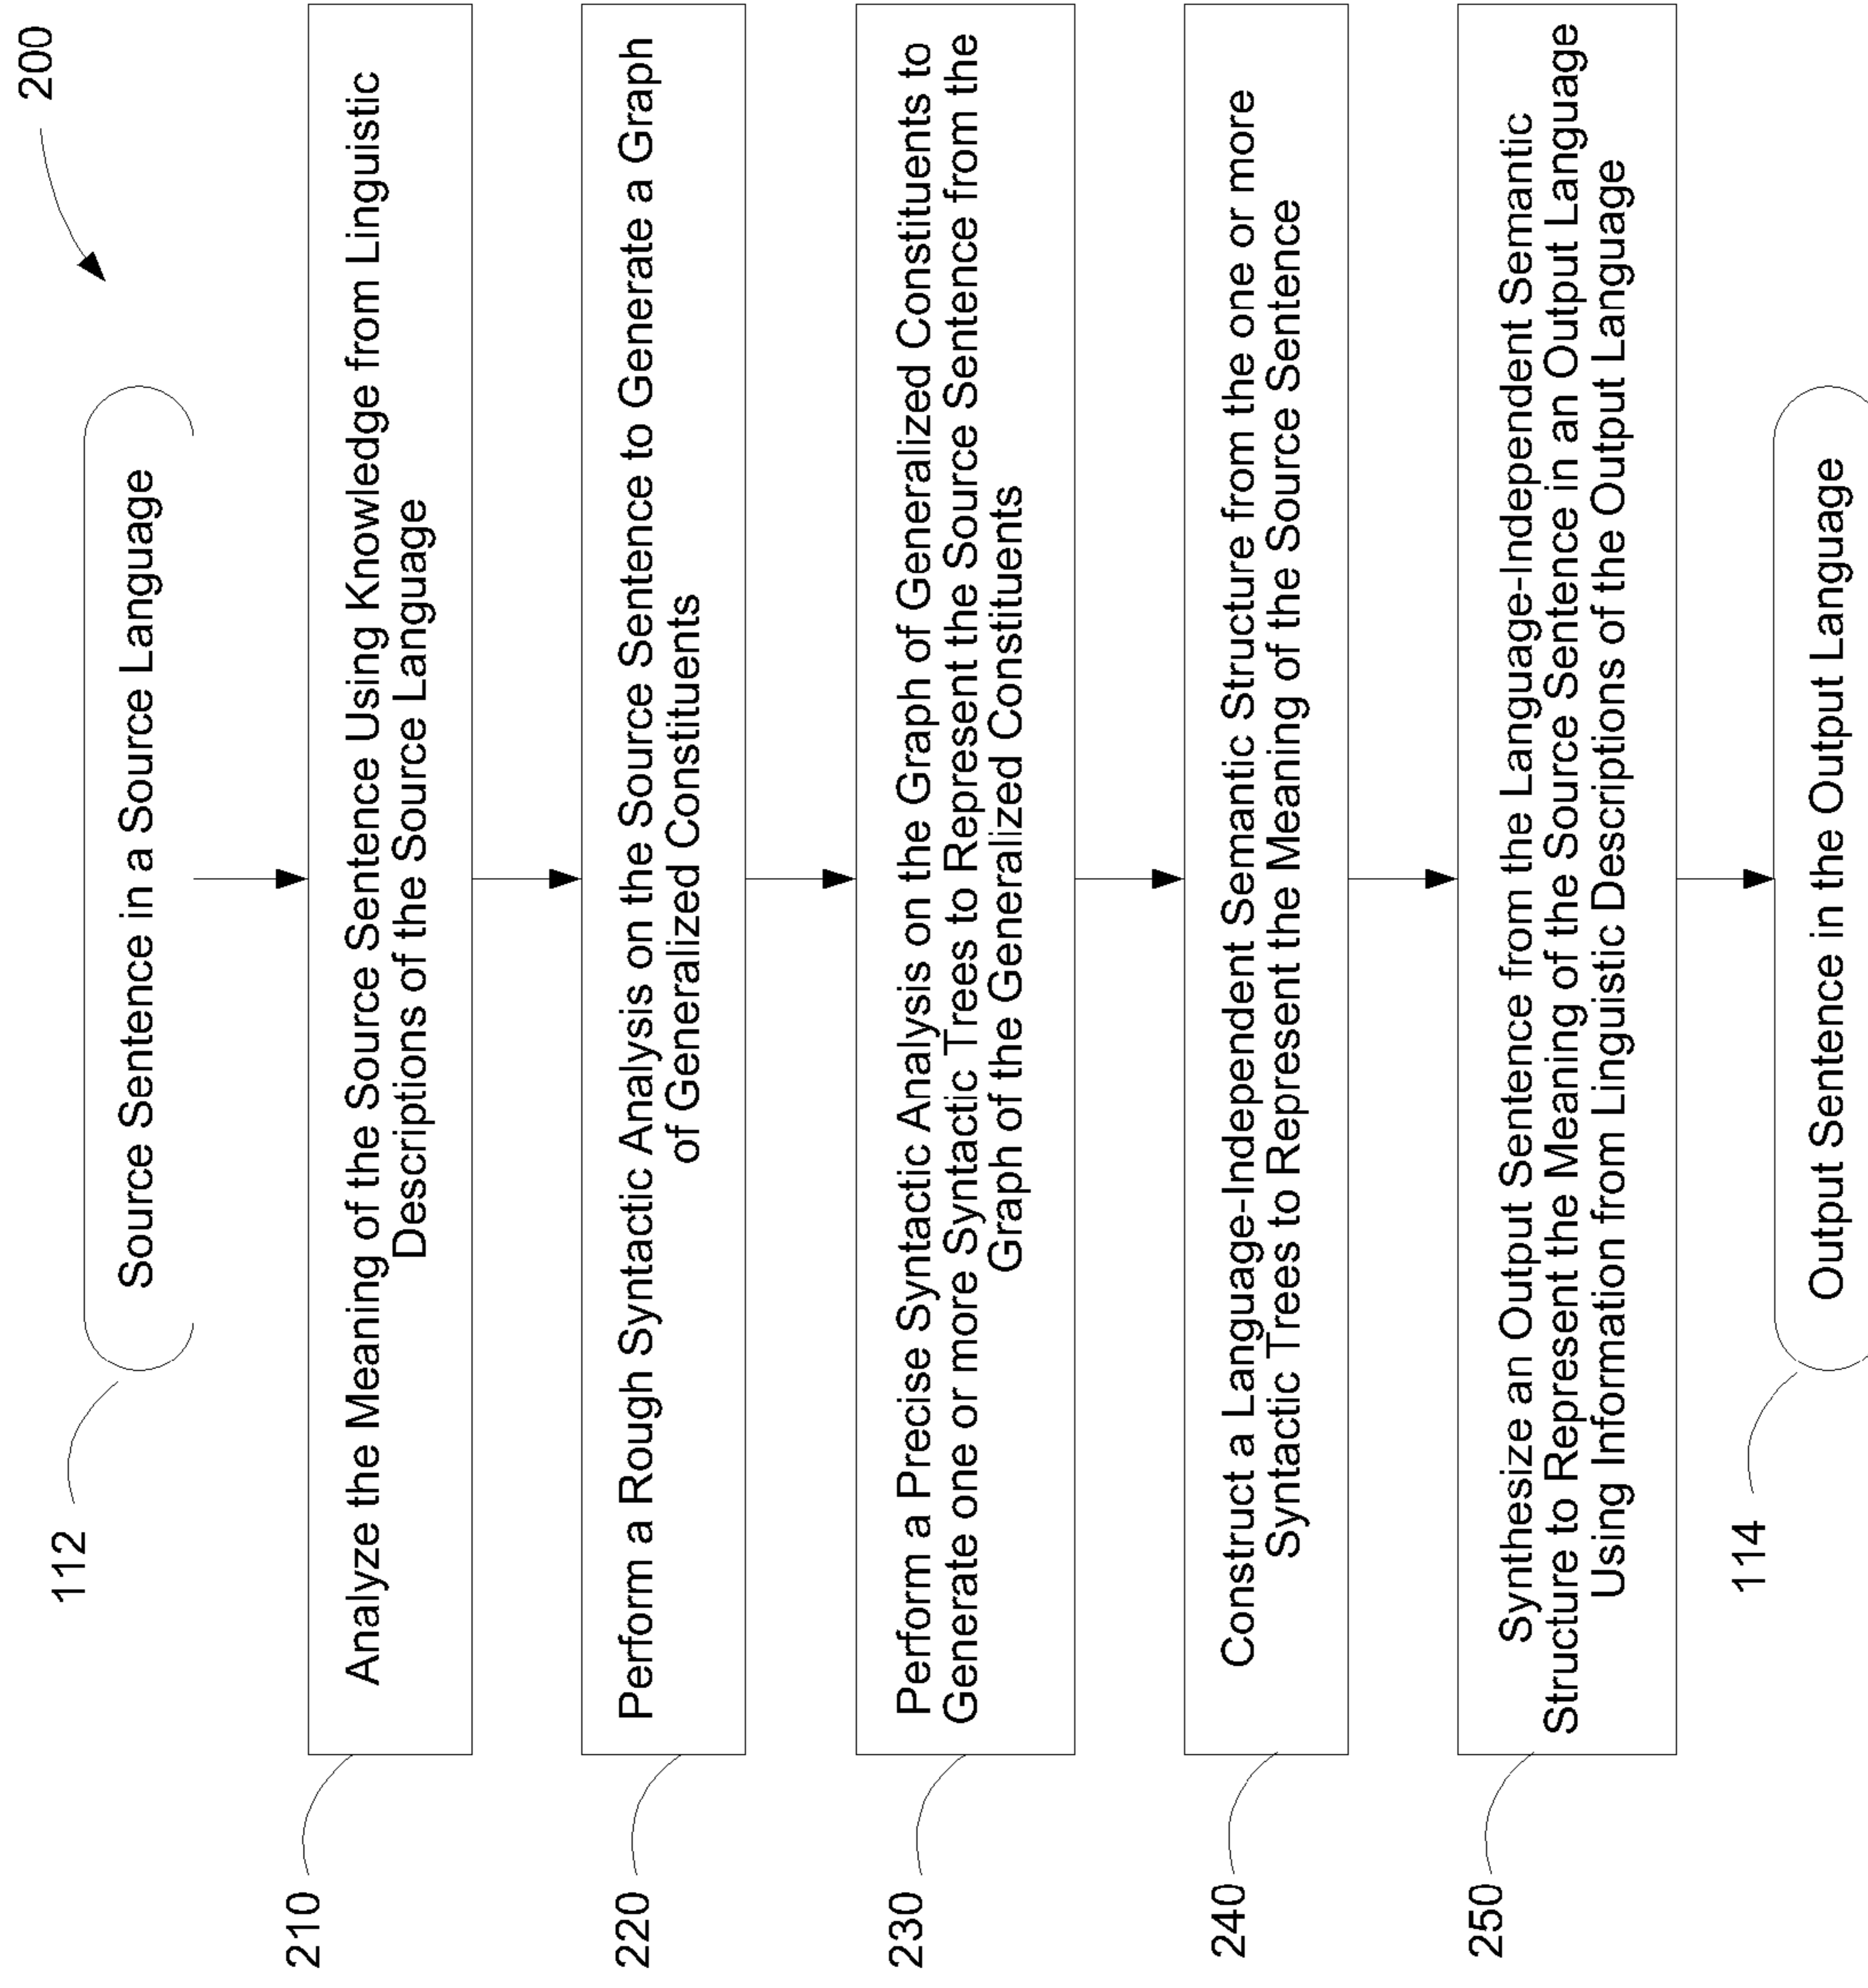 200
112
Source Sentence in a Source Language
210
Analyze the Meaning of the Source Sentence Using Knowledge from Linguistic
Descriptions of the Source Language
220
Perform a Rough Syntactic Analysis on the Source Sentence to Generate a Graph
of Generalized Constituents
230
Perform a Precise Syntactic Analysis on the Graph of Generalized Constituents to
Generate one or more Syntactic Trees to Represent the Source Sentence from the
Graph of the Generalized Constituents
240
Construct a Language-Independent Semantic Structure from the one or more
Syntactic Trees to Represent the Meaning of the Source Sentence
250
Synthesize an Output Sentence from the Language-Independent Semantic
Structure to Represent the Meaning of the Source Sentence in an Output Language
Using Information from Linguistic Descriptions of the Output Language
114
Output Sentence in the Output Language